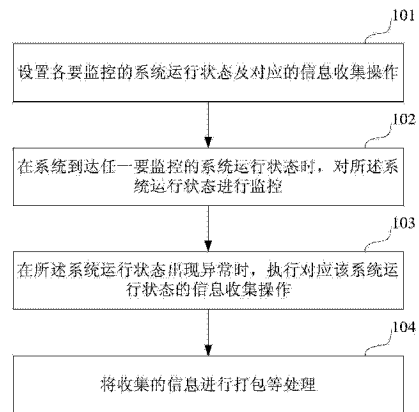 101
设置各要监控的系统运行状态及对应的信息收集操作
102
在系统到达任一要监控的系统运行状态时，对所述系
统运行状态进行监控
103
在所述系统运行状态出现异常时，执行对应该系统运
行状态的信息收集操作
104
将收集的信息进行打包等处理